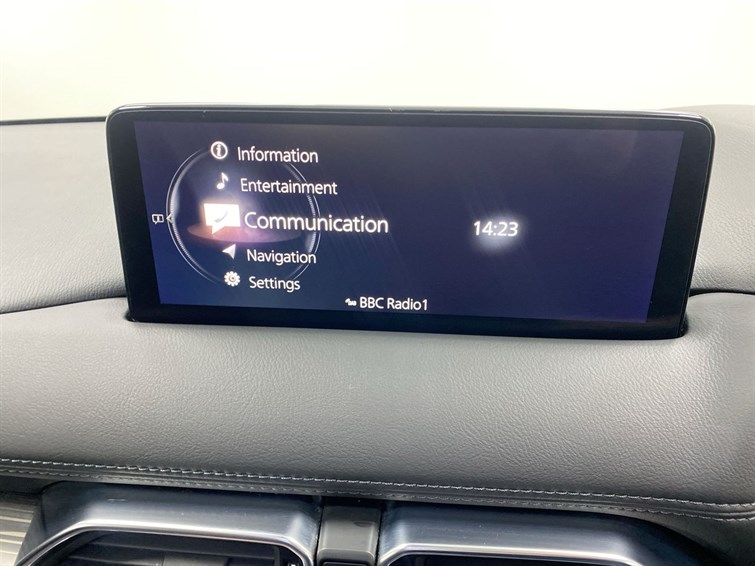 Information
Entertainment
Communication
14:23
Navigation
Settings
BBC Radio1